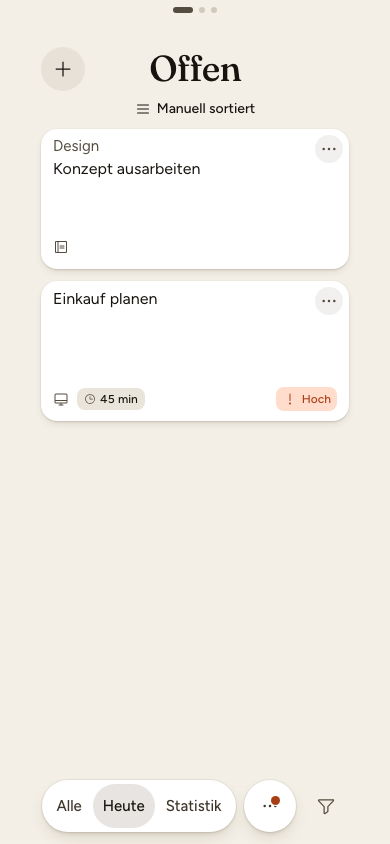 Offen
Manuell sortiert
Design
Konzept ausarbeiten
Einkauf planen
45 min
Hoch
Alle
Heute
Statistik